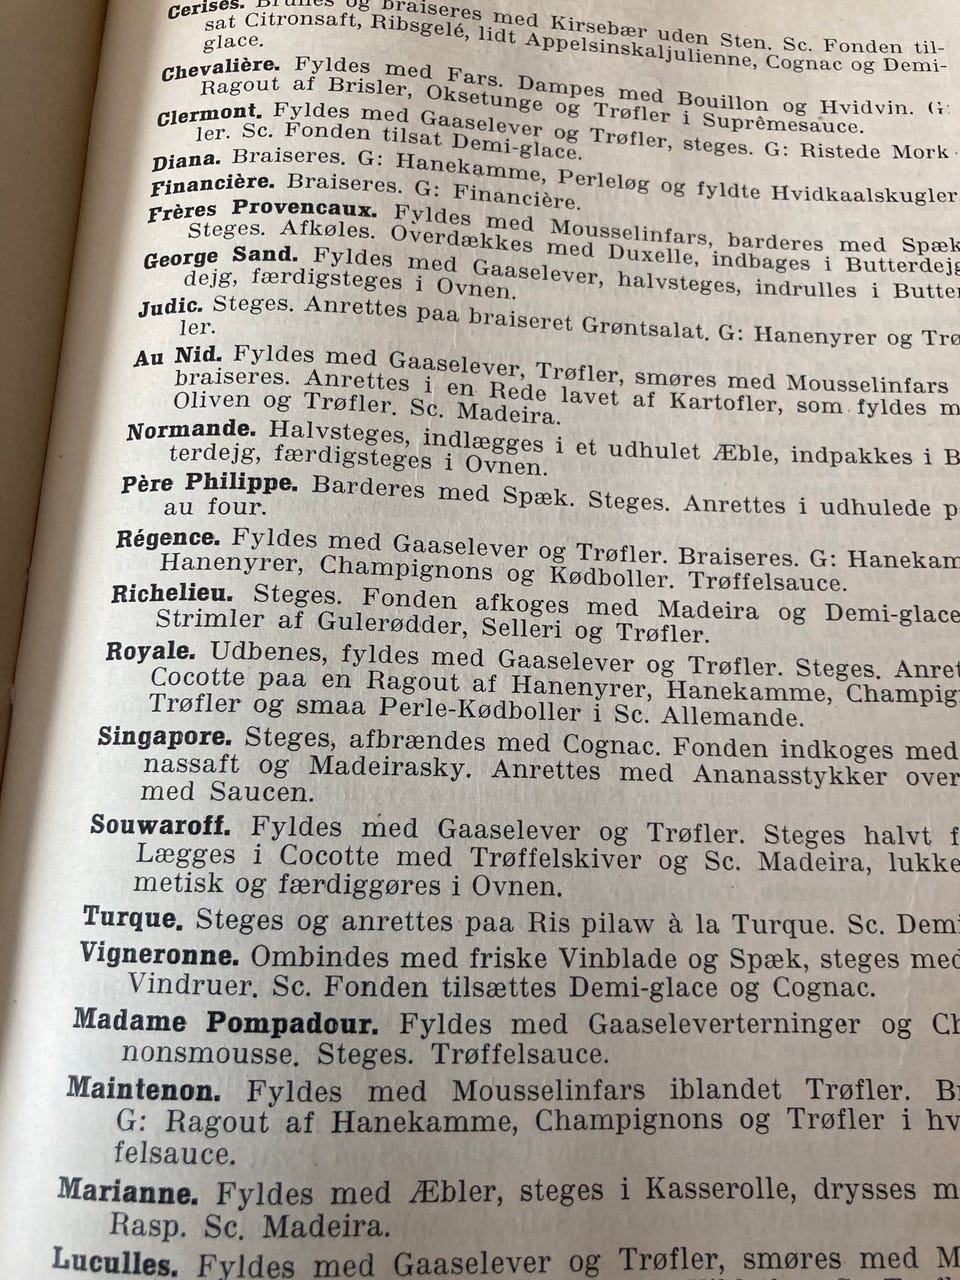 Cerises. Brunes og braiseres med Kirsebær uden Sten. Sc. Fonden til-
sat Citronsaft, Ribsgelé, lidt Appelsinskaljulienne, Cognac og Demi-
glace.
Chevalière. Fyldes med Fars. Dampes med Bouillon og Hvidvin. G:
Ragout af Brisler, Oksetunge og Trøfler i Suprêmesauce.
Clermont. Fyldes med Gaaselever og Trøfler, steges. G: Ristede Mork
ler. Sc. Fonden tilsat Demi-glace.
Diana. Braiseres. G: Hanekamme, Perleløg og fyldte Hvidkaalskugler
Financière. Braiseres. G: Financière.
Frères Provencaux. Fyldes med Mousselinfars, barderes med Spæk
Steges. Afkøles. Overdækkes med Duxelle, indbages i Butterdejg
George Sand. Fyldes med Gaaselever, halvsteges, indrulles i Butter
dejg, færdigsteges i Ovnen.
Judic. Steges. Anrettes paa braiseret Grøntsalat. G: Hanenyrer og Trø
ler.
Au Nid. Fyldes med Gaaselever, Trøfler, smøres med Mousselinfars
braiseres. Anrettes i en Rede lavet af Kartofler, som fyldes m
Oliven og Trøfler. Sc. Madeira.
Normande. Halvsteges, indlægges i et udhulet Æble, indpakkes i B
terdejg, færdigsteges i Ovnen.
Père Philippe. Barderes med Spæk. Steges. Anrettes i udhulede p
au four.
Régence. Fyldes med Gaaselever og Trøfler. Braiseres. G: Hanekam
Hanenyrer, Champignons og Kødboller. Trøffelsauce.
Richelieu. Steges. Fonden afkoges med Madeira og Demi-glace
Strimler af Gulerødder, Selleri og Trøfler.
Royale. Udbenes, fyldes med Gaaselever og Trøfler. Steges. Anret
Cocotte paa en Ragout af Hanenyrer, Hanekamme, Champig
Trøfler og smaa Perle-Kødboller i Sc. Allemande.
Singapore. Steges, afbrændes med Cognac. Fonden indkoges med
nassaft og Madeirasky. Anrettes med Ananasstykker over
med Saucen.
Souwaroff. Fyldes med Gaaselever og Trøfler. Steges halvt f
Lægges i Cocotte med Trøffelskiver og Sc. Madeira, lukke
metisk og færdiggøres i Ovnen.
Turque. Steges og anrettes paa Ris pilaw à la Turque. Sc. Demi
Vigneronne. Ombindes med friske Vinblade og Spæk, steges med
Vindruer. Sc. Fonden tilsættes Demi-glace og Cognac.
Madame Pompadour. Fyldes med Gaaseleverterninger og Ch
nonsmousse. Steges. Trøffelsauce.
Maintenon. Fyldes med Mousselinfars iblandet Trøfler. Br
G: Ragout af Hanekamme, Champignons og Trøfler i hv
felsauce.
Marianne. Fyldes med Æbler, steges i Kasserolle, drysses m
Rasp. Sc. Madeira.
Luculles. Fyldes med Gaaselever og Trøfler, smøres med M